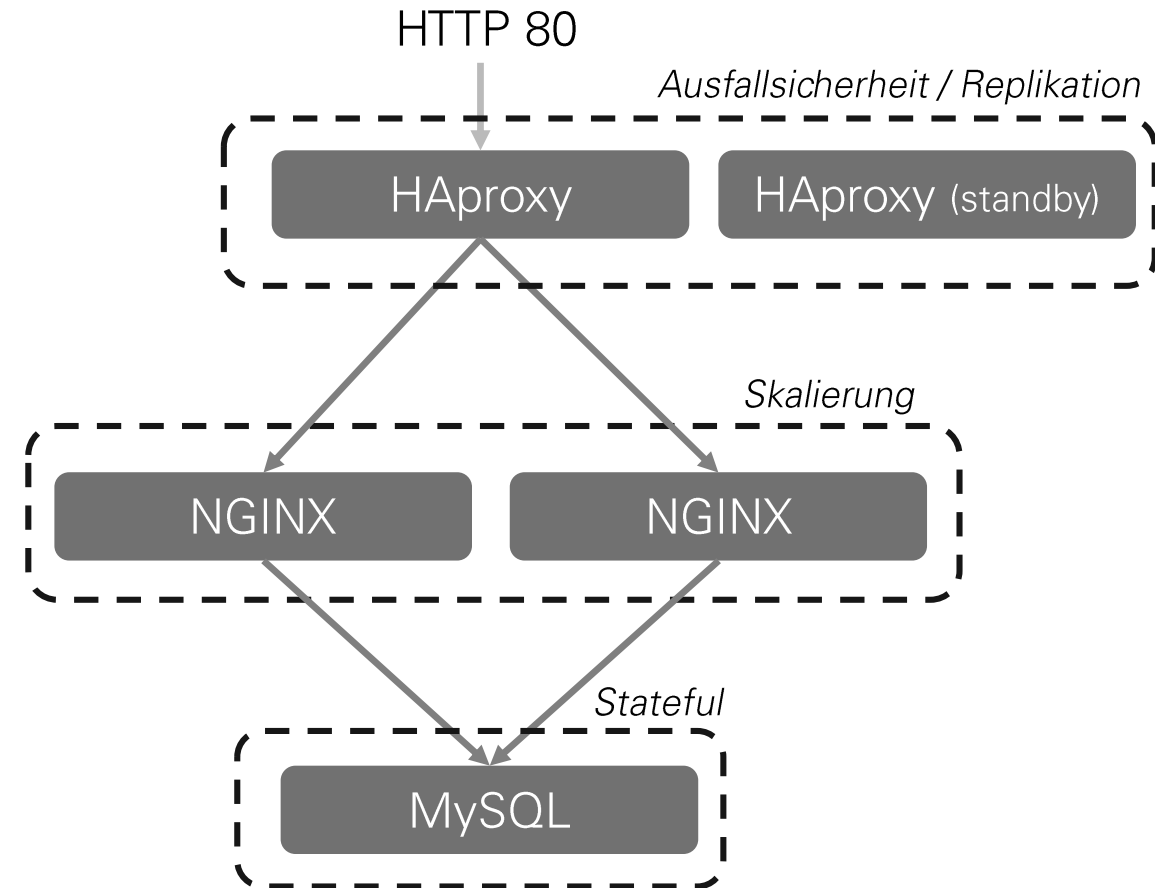 HTTP 80
Ausfallsicherheit / Replikation
HAproxy
HAproxy (standby)
Skalierung
NGINX
NGINX
Stateful
MySQL